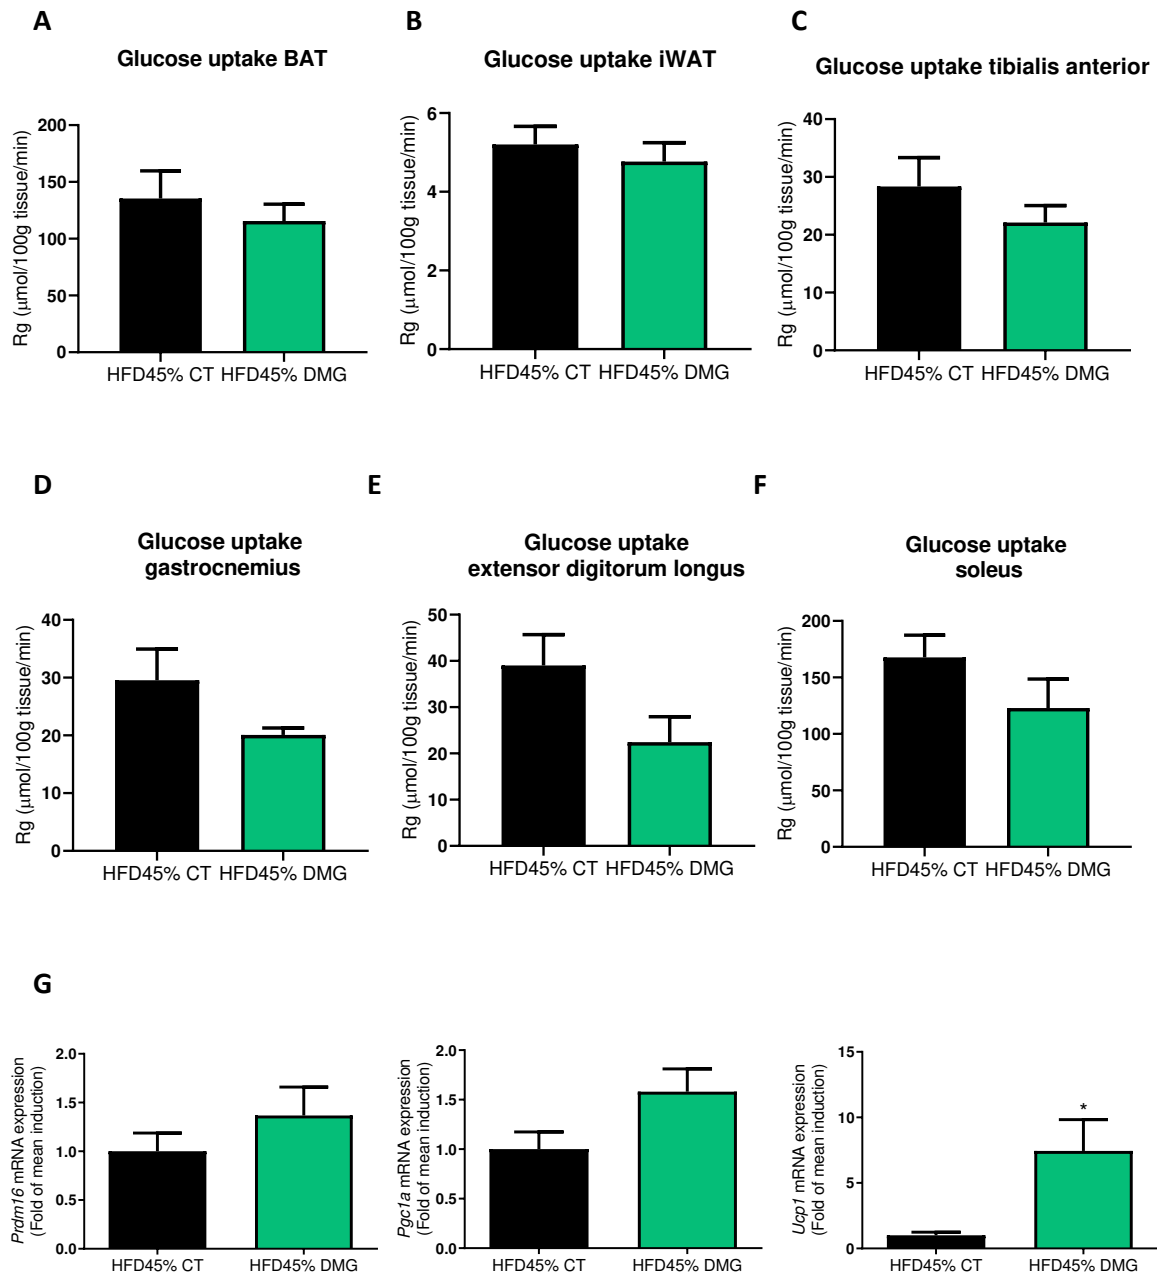 A
B
C
Glucose uptake BAT
Glucose uptake iWAT
Glucose uptake tibialis anterior
Rg (µmol/100g tissue/min)
200
150
100
50
0
HFD45% CT HFD45% DMG
Rg (µmol/100g tissue/min)
6
4
2
0
HFD45% CT HFD45% DMG
Rg (µmol/100g tissue/min)
40
30
20
10
0
HFD45% CT HFD45% DMG
D
E
F
Glucose uptake
gastrocnemius
Rg (µmol/100g tissue/min)
40
30
20
10
0
HFD45% CT HFD45% DMG
Glucose uptake
extensor digitorum longus
Rg (µmol/100g tissue/min)
50
40
30
20
10
0
HFD45% CT HFD45% DMG
Glucose uptake
soleus
Rg (µmol/100g tissue/min)
200
150
100
50
0
HFD45% CT HFD45% DMG
G
Prdm16 mRNA expression
(Fold of mean induction)
2.0
1.5
1.0
0.5
0.0
HFD45% CT HFD45% DMG
Pgc1a mRNA expression
(Fold of mean induction)
2.0
1.5
1.0
0.5
0.0
HFD45% CT HFD45% DMG
Ucp1 mRNA expression
(Fold of mean induction)
15
10
5
0
*
HFD45% CT HFD45% DMG